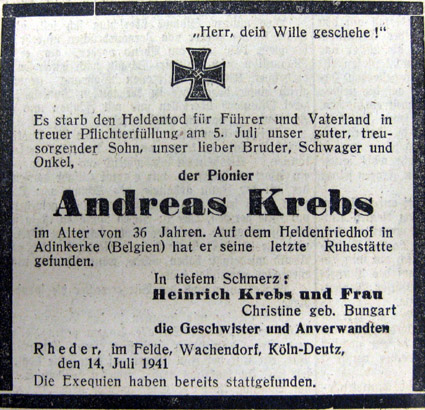 „Herr, dein Wille geschehe!"
Es starb den Heldentod für Führer und Vaterland in
treuer Pflichterfüllung am 5. Juli unser guter, treu-
sorgender Sohn, unser lieber Bruder, Schwager und
Onkel,
der Pionier
Andreas Krebs
im Alter von 36 Jahren. Auf dem Heldenfriedhof in
Adinkerke (Belgien) hat er seine letzte Ruhestätte
gefunden.
In tiefem Schmerz:
Heinrich Krebs und Frau
Christine geb. Bungart
die Geschwister und Anverwandten
Rheder, im Felde, Wachendorf, Köln-Deutz,
den 14. Juli 1941
Die Exequien haben bereits stattgefunden.